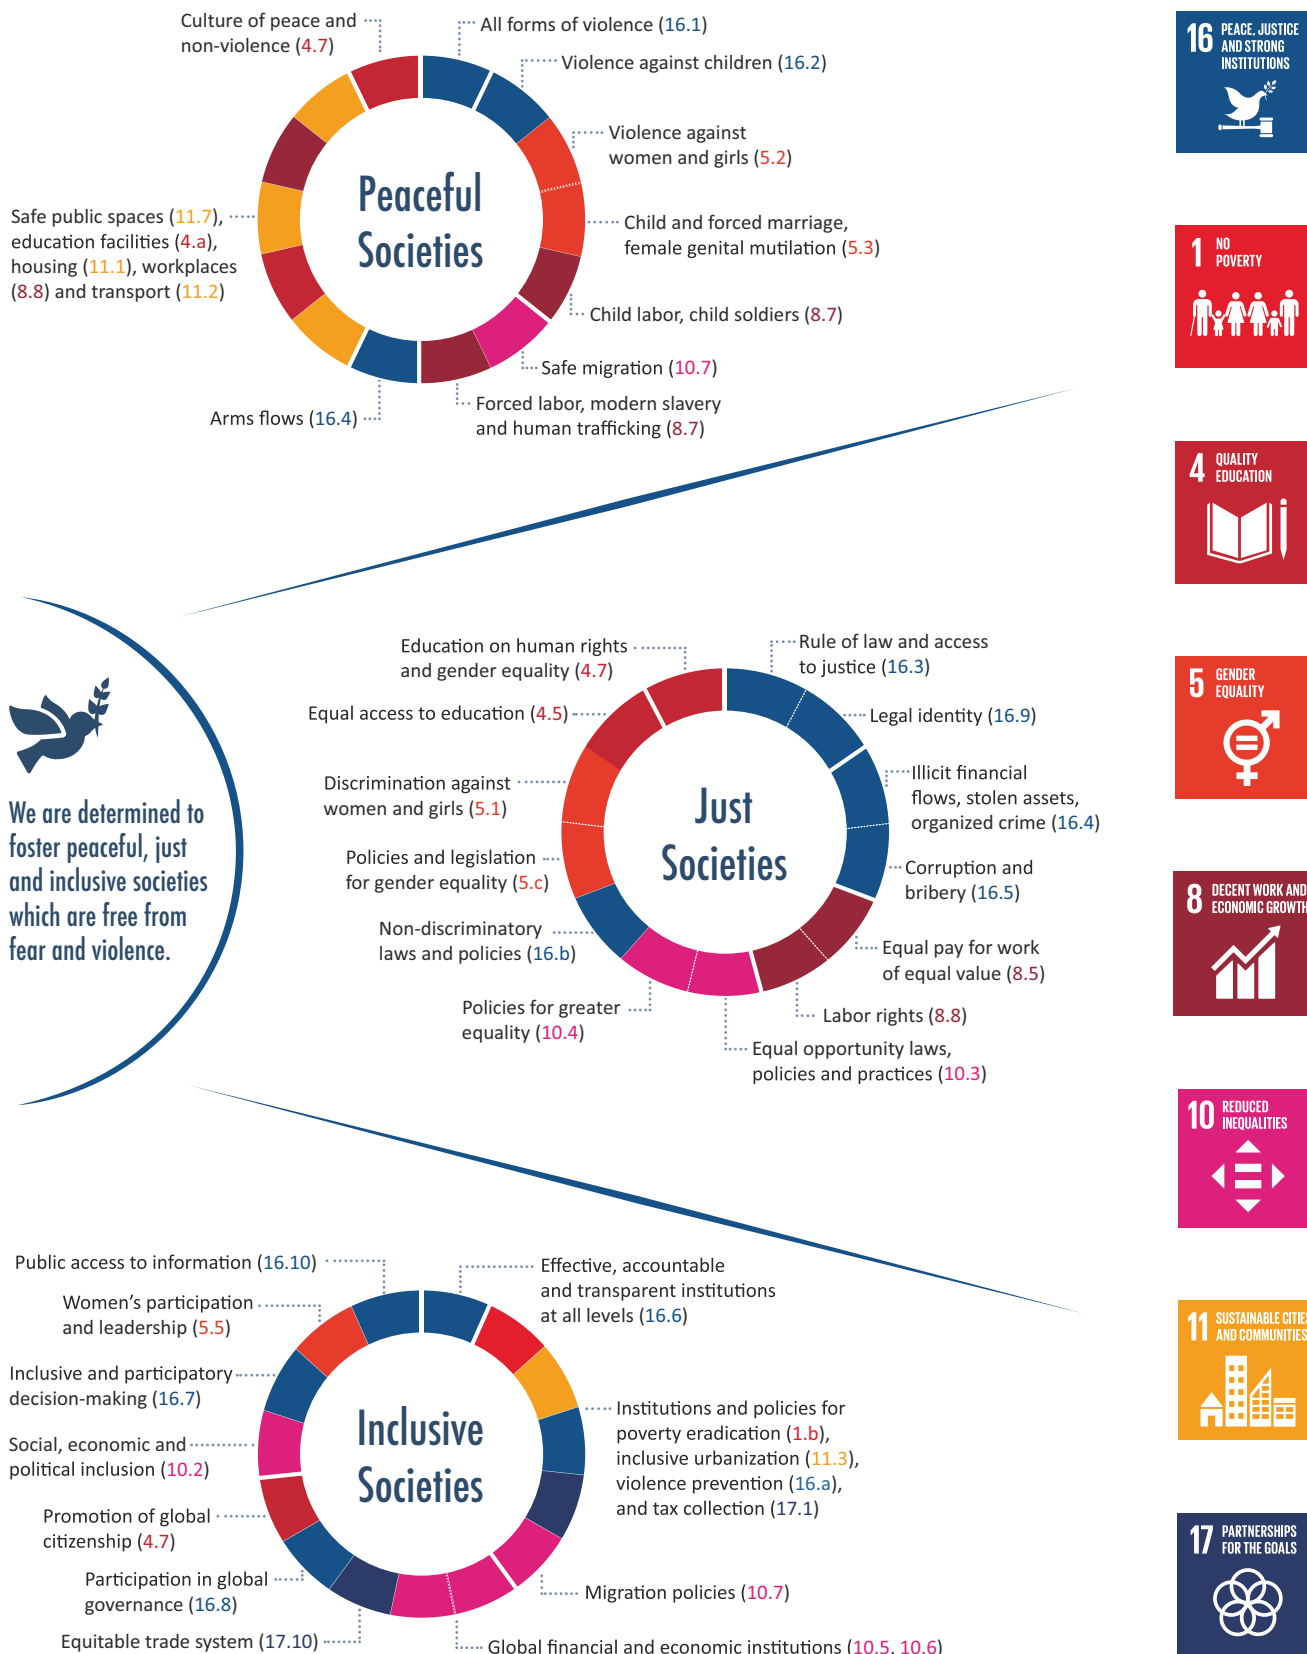 Culture of peace and
non-violence (4.7)
All forms of violence (16.1)
Violence against children (16.2)
Violence against
women and girls (5.2)
Child and forced marriage,
female genital mutilation (5.3)
Child labor, child soldiers (8.7)
Safe migration (10.7)
Forced labor, modern slavery
and human trafficking (8.7)
Arms flows (16.4)
Safe public spaces (11.7),
education facilities (4.a),
housing (11.1), workplaces
(8.8) and transport (11.2)
Peaceful
Societies
We are determined to
foster peaceful, just
and inclusive societies
which are free from
fear and violence.
Education on human rights
and gender equality (4.7)
Rule of law and access
to justice (16.3)
Legal identity (16.9)
Illicit financial
flows, stolen assets,
organized crime (16.4)
Corruption and
bribery (16.5)
Equal pay for work
of equal value (8.5)
Labor rights (8.8)
Equal opportunity laws,
policies and practices (10.3)
Policies for greater
equality (10.4)
Non-discriminatory
laws and policies (16.b)
Policies and legislation
for gender equality (5.c)
Discrimination against
women and girls (5.1)
Equal access to education (4.5)
Just
Societies
Public access to information (16.10)
Effective, accountable
and transparent institutions
at all levels (16.6)
Institutions and policies for
poverty eradication (1.b),
inclusive urbanization (11.3),
violence prevention (16.a),
and tax collection (17.1)
Migration policies (10.7)
Global financial and economic institutions (10.5, 10.6)
Equitable trade system (17.10)
Participation in global
governance (16.8)
Promotion of global
citizenship (4.7)
Social, economic and
political inclusion (10.2)
Inclusive and participatory
decision-making (16.7)
Women's participation
and leadership (5.5)
Inclusive
Societies
16 PEACE, JUSTICE
AND STRONG
INSTITUTIONS
1 NO
POVERTY
4 QUALITY
EDUCATION
5 GENDER
EQUALITY
8 DECENT WORK AND
ECONOMIC GROWTH
10 REDUCED
INEQUALITIES
11 SUSTAINABLE CITIES
AND COMMUNITIES
17 PARTNERSHIPS
FOR THE GOALS